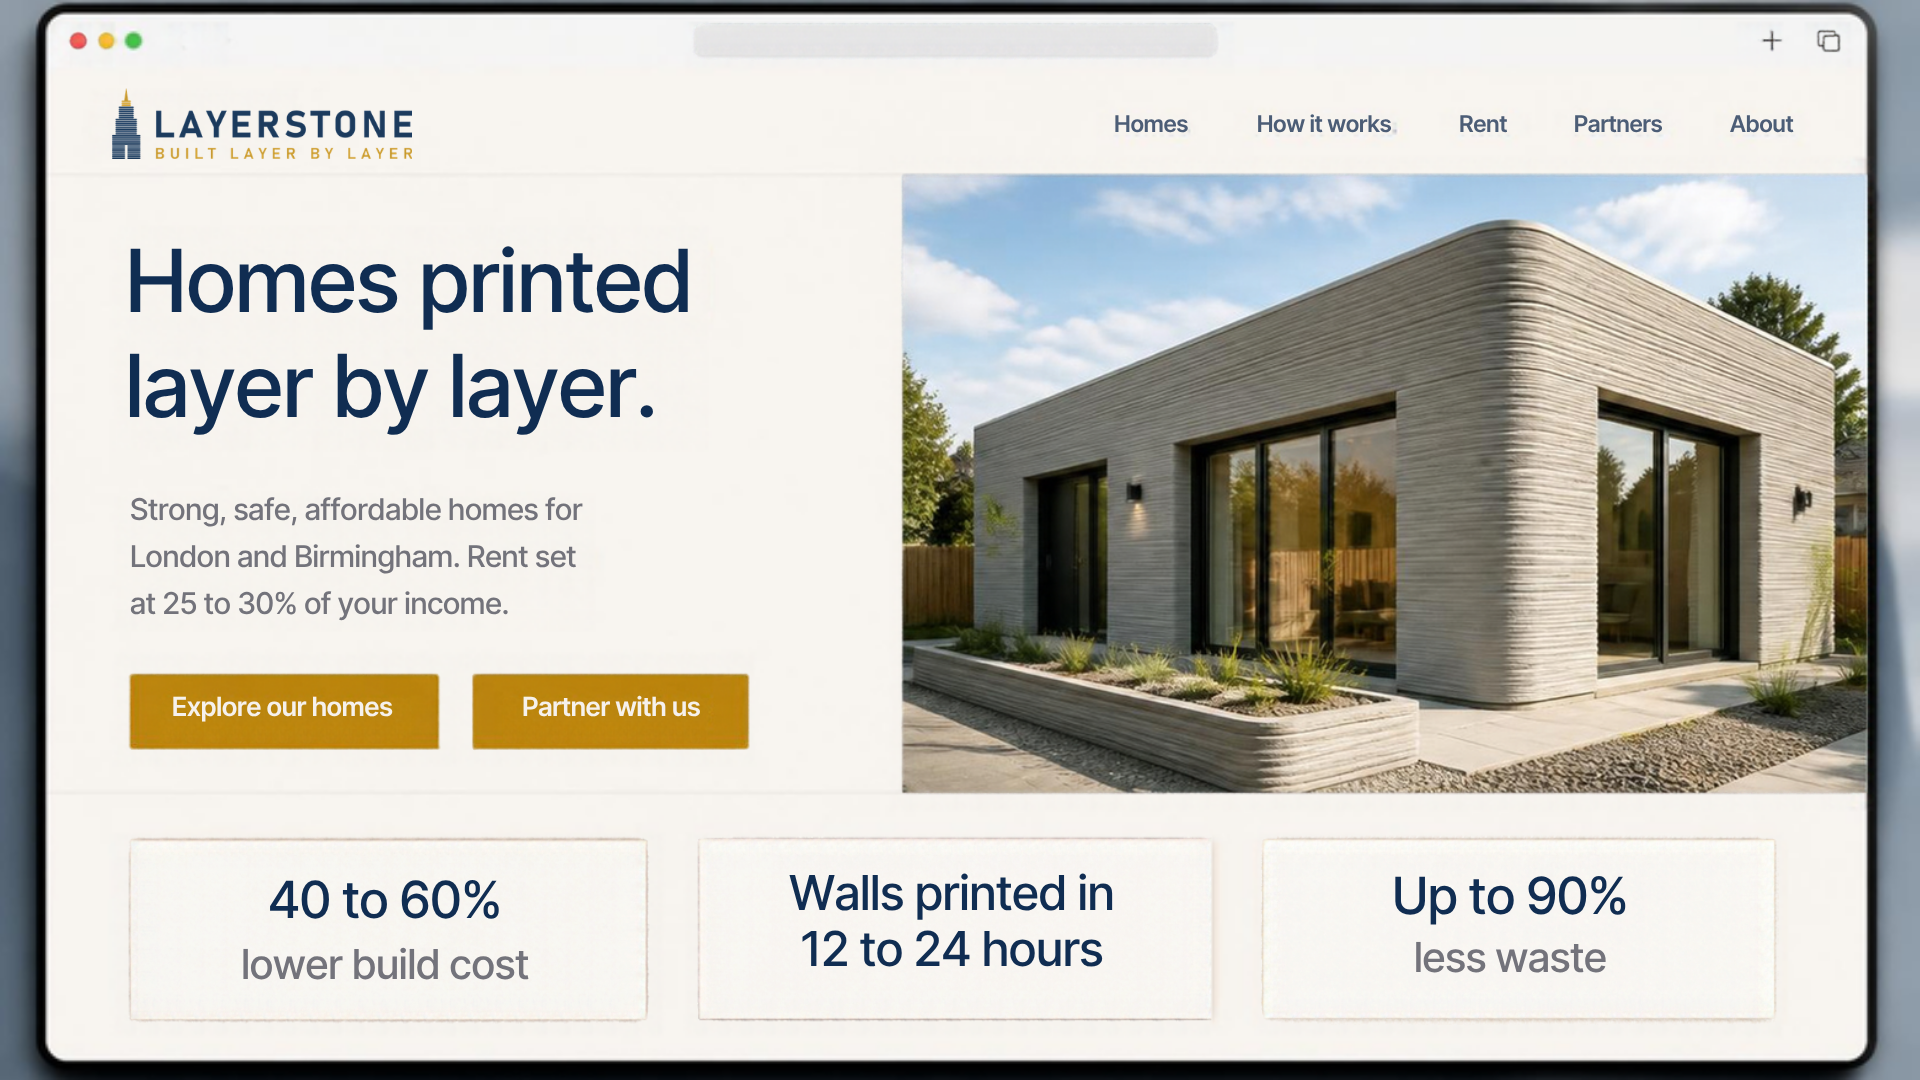 LAYERSTONE
BUILT LAYER BY LAYER
Homes
How it works
Rent
Partners
About
Homes printed
layer by layer.
Strong, safe, affordable homes for
London and Birmingham. Rent set
at 25 to 30% of your income.
Explore our homes
Partner with us
40 to 60%
lower build cost
Walls printed in
12 to 24 hours
Up to 90%
less waste